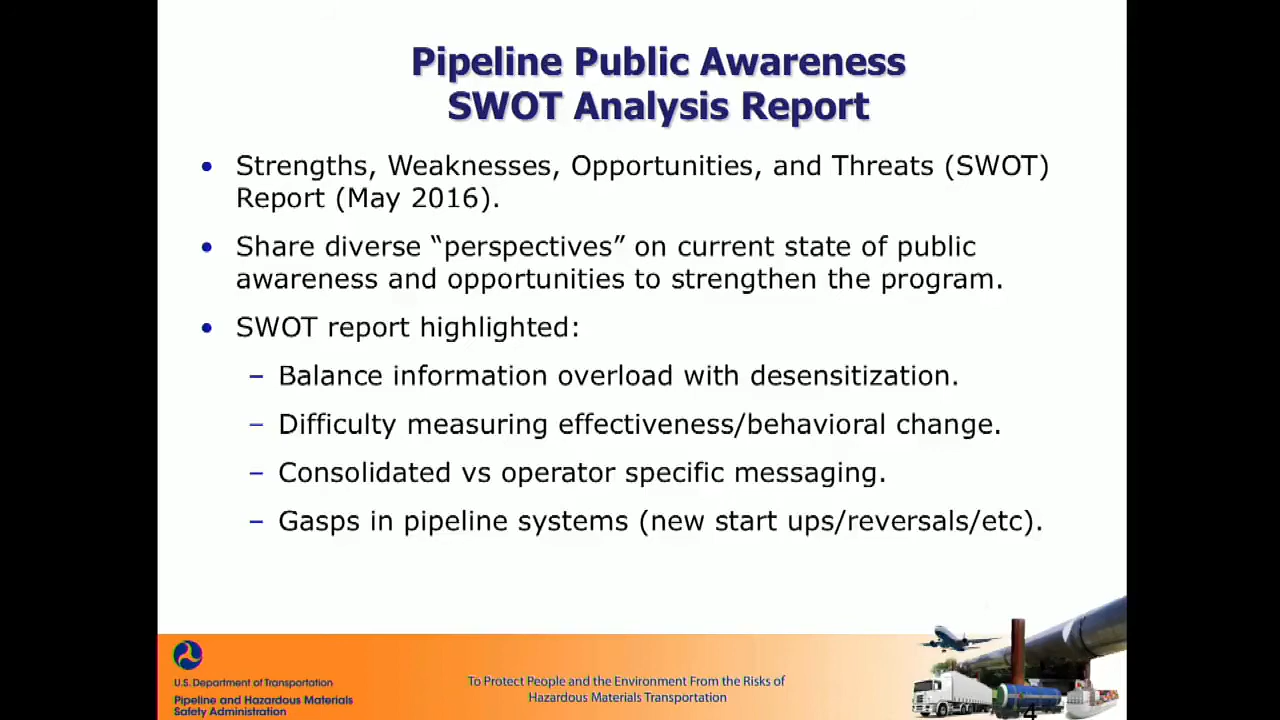 Pipeline Public Awareness
SWOT Analysis Report
• Strengths, Weaknesses, Opportunities, and Threats (SWOT)
Report (May 2016).
• Share diverse “perspectives” on current state of public
awareness and opportunities to strengthen the program.
• SWOT report highlighted:
– Balance information overload with desensitization.
– Difficulty measuring effectiveness/behavioral change.
– Consolidated vs operator specific messaging.
– Gasps in pipeline systems (new start ups/reversals/etc).
U.S. Department of Transportation
Pipeline and Hazardous Materials
Safety Administration
To Protect People and the Environment From the Risks of
Hazardous Materials Transportation
4